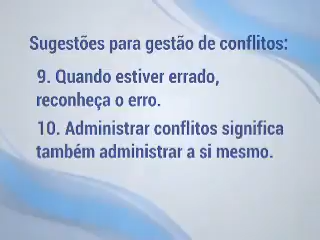 Sugestões para gestão de conflitos:
9. Quando estiver errado,
reconheça o erro.
10. Administrar conflitos significa
também administrar a si mesmo.